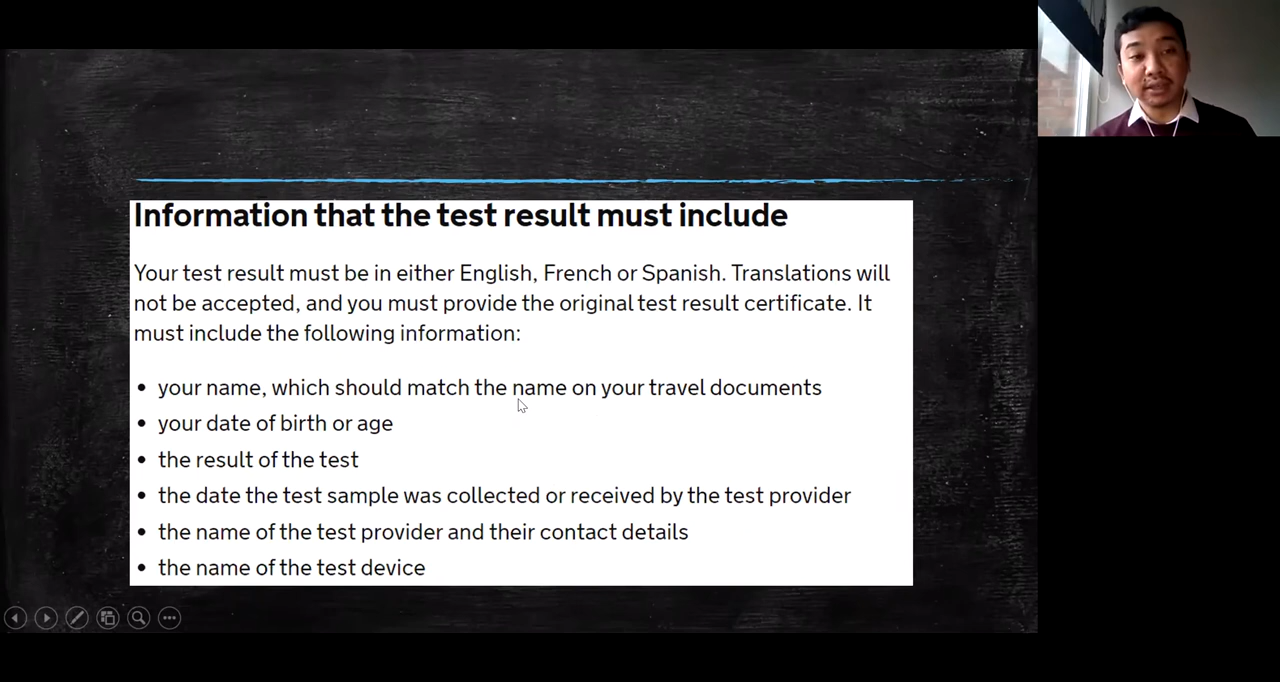 Information that the test result must include
Your test result must be in either English, French or Spanish. Translations will
not be accepted, and you must provide the original test result certificate. It
must include the following information:
• your name, which should match the name on your travel documents
• your date of birth or age
• the result of the test
• the date the test sample was collected or received by the test provider
• the name of the test provider and their contact details
• the name of the test device